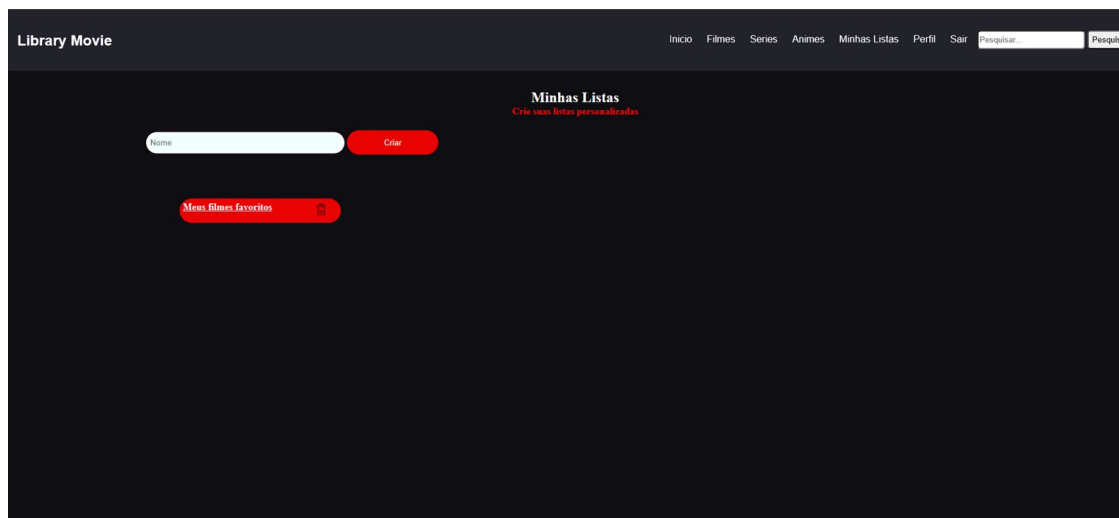 Library Movie
Inicio Filmes Series Animes Minhas Listas Perfil Sair Pesquisar... Pesquis
Minhas Listas
Crie suas listas personalizadas
Nome Criar
Meus filmes favoritos